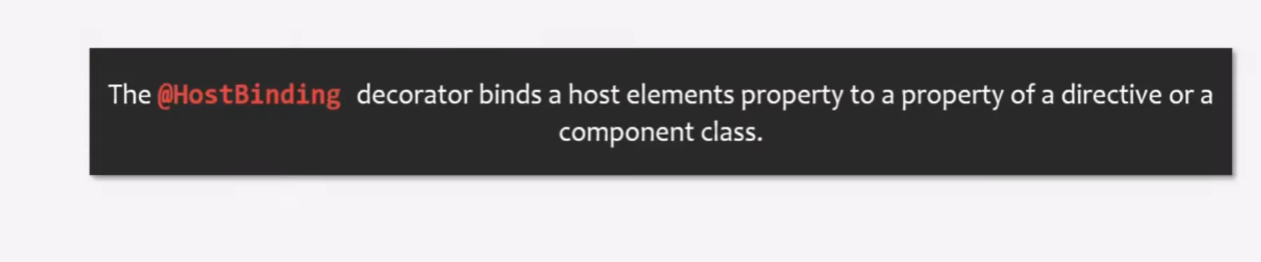 The @HostBinding decorator binds a host elements property to a property of a directive or a
component class.